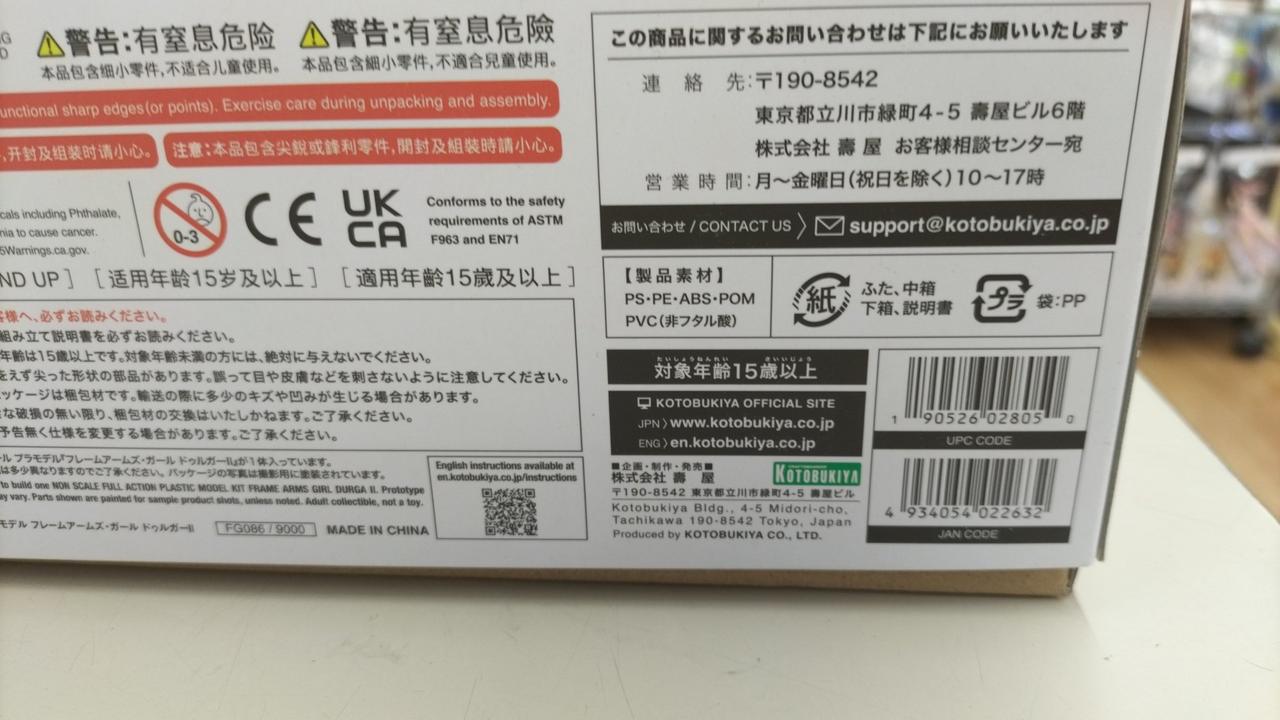 警告:有窒息危险
本品包含细小零件,不适合儿童使用。
警告:有窒息危險
本品包含細小零件,不適合兒童使用。
unctional sharp edges(or points). Exercise care during unpacking and assembly.
,开封及组装时请小心。
注意:本品包含尖銳或鋒利零件,開封及組裝時請小心。
cals including Phthalate,
nia to cause cancer.
5Warnings.ca.gov.
0-3
CE
UK
CA
Conforms to the safety
requirements of ASTM
F963 and EN71
ND UP] [适用年龄15岁及以上] [適用年齡15歲及以上]
客様へ、必ずお読みください。
組み立て説明書を必ずお読みください。
年齢は15歳以上です。対象年齢未満の方には、絶対に与えないでください。
をえず尖った形状の部品があります。誤って目や皮膚などを刺さないように注意してください。
ッケージは梱包材です。輸送の際に多少のキズや凹みが生じる場合があります。
な破損の無い限り、梱包材の交換はいたしかねます。ご了承ください。
予告無く仕様を変更する場合があります。ご了承ください。
ール プラモデル「フレームアームズ・ガール ドゥルガーII」が1体入っています。
は多少異なりますのでご了承ください。パッケージの写真は撮影用に塗装されています。
to build one NON SCALE FULL ACTION PLASTIC MODEL KIT FRAME ARMS GIRL DURGA II. Prototype
ay vary. Parts shown are painted for sample product shots, unless noted. Adult collectible, not a toy.
モデル フレームアームズ・ガール ドゥルガーII
FG086/9000
MADE IN CHINA
English instructions available at
en.kotobukiya.co.jp/instructions
この商品に関するお問い合わせは下記にお願いいたします
連絡先:〒190-8542
東京都立川市緑町4-5 壽屋ビル6階
株式会社 壽屋 お客様相談センター宛
営業時間:月〜金曜日(祝日を除く)10〜17時
お問い合わせ / CONTACT US 〉 support@kotobukiya.co.jp
【製品素材】
PS・PE・ABS・POM
PVC(非フタル酸)
紙
ふた、中箱
下箱、説明書
プラ
袋:PP
たいしょうねんれい さいいじょう
対象年齢15歳以上
KOTOBUKIYA OFFICIAL SITE
JPN〉www.kotobukiya.co.jp
ENG〉en.kotobukiya.co.jp
■企画・制作・発売■
株式会社 壽屋
KOTOBUKIYA
〒190-8542 東京都立川市緑町4-5 壽屋ビル
Kotobukiya Bldg., 4-5 Midori-cho,
Tachikawa 190-8542 Tokyo, Japan
Produced by KOTOBUKIYA CO., LTD.
1 90526 02805 0
UPC CODE
4 934054 022632
JAN CODE